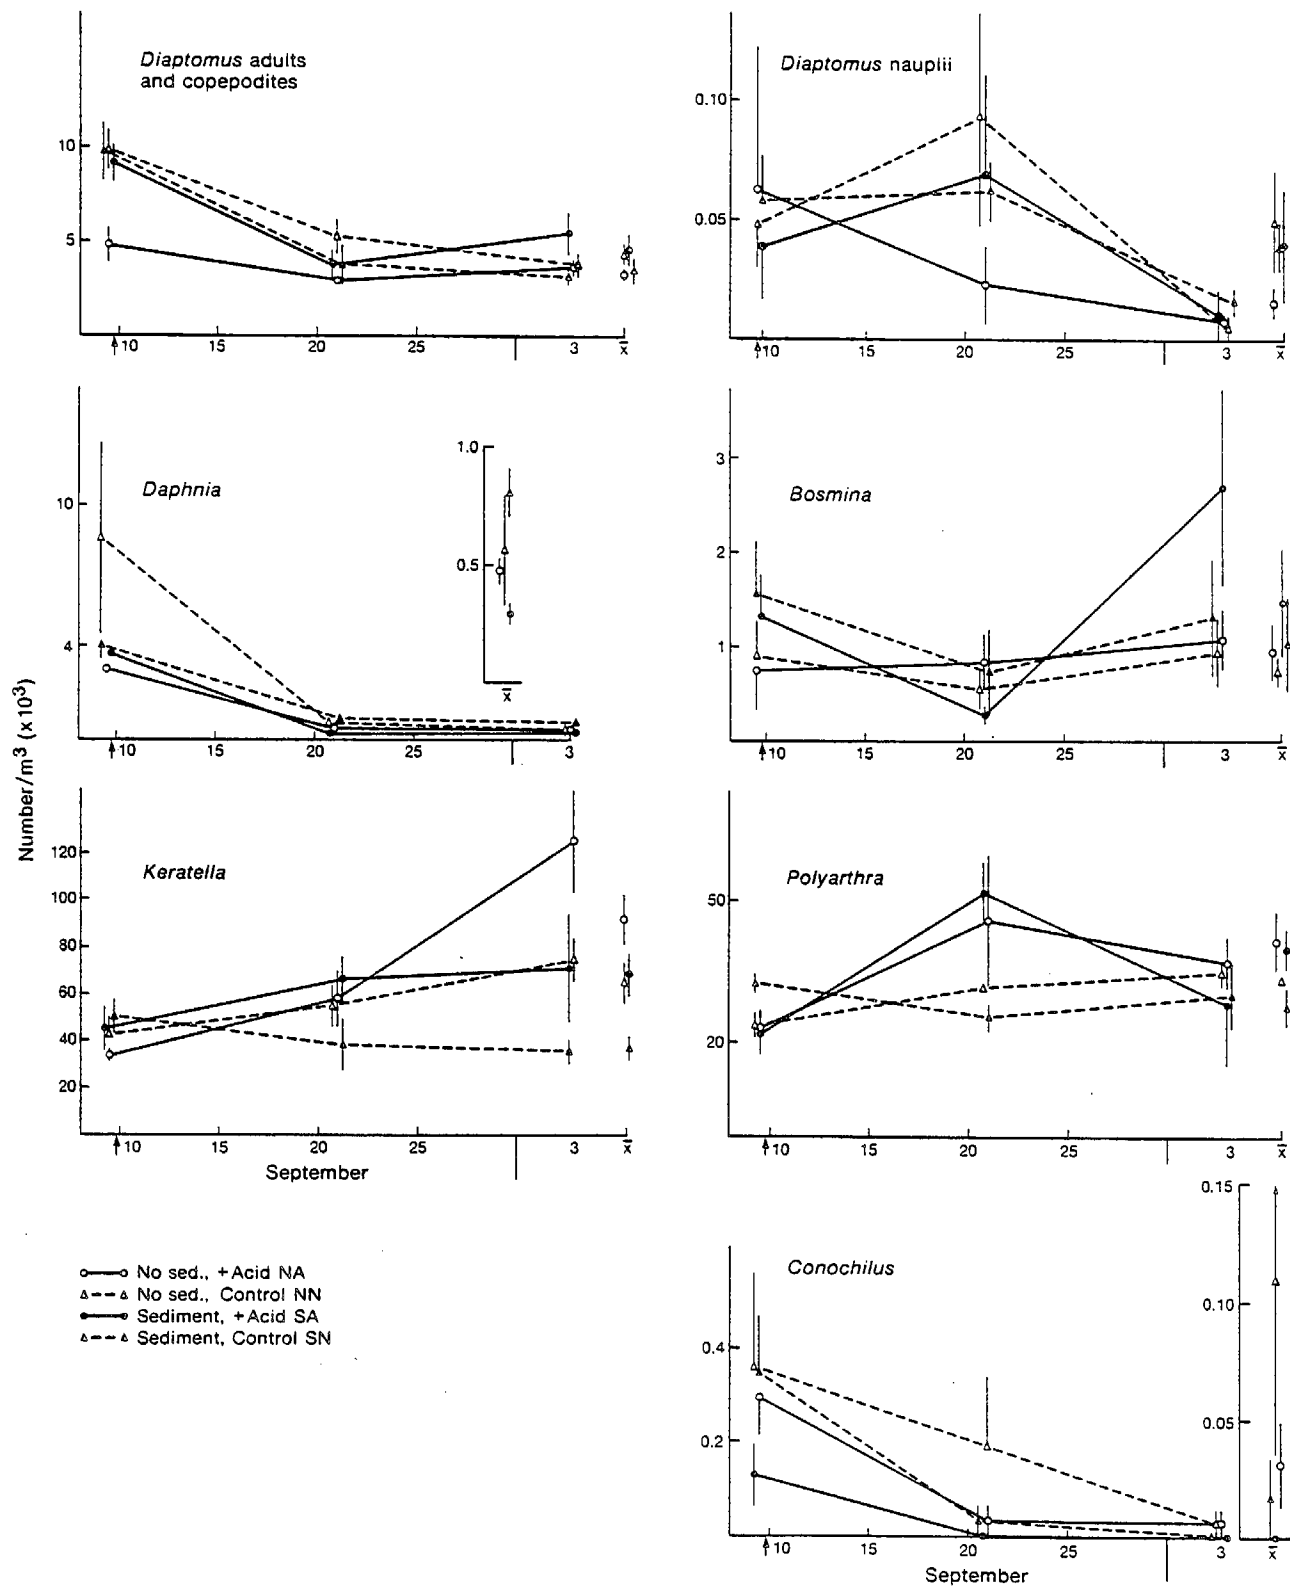 Diaptomus adults
and copepodites
10
5
10
15
20
25
3
x̄
Diaptomus nauplii
0.10
0.05
10
15
20
25
3
x̄
Number/m³ (x 10³)
Daphnia
10
4
1.0
0.5
x̄
10
15
20
25
3
Bosmina
3
2
1
10
15
20
25
3
x̄
Keratella
120
100
80
60
40
20
10
15
20
25
3
x̄
September
Polyarthra
50
20
10
15
20
25
3
x̄
No sed., +Acid NA
No sed., Control NN
Sediment, +Acid SA
Sediment, Control SN
Conochilus
0.4
0.2
0.15
0.10
0.05
x̄
10
15
20
25
3
September